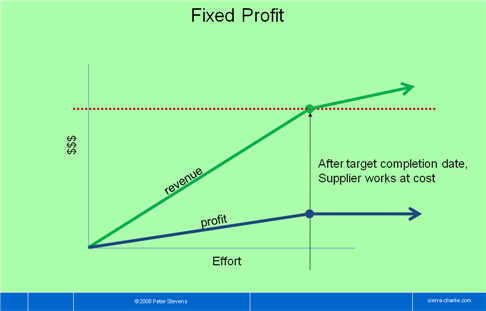 Fixed Profit
$$$
revenue
profit
After target completion date,
Supplier works at cost
Effort
©2008 Peter Stevens
sierra-charlie.com